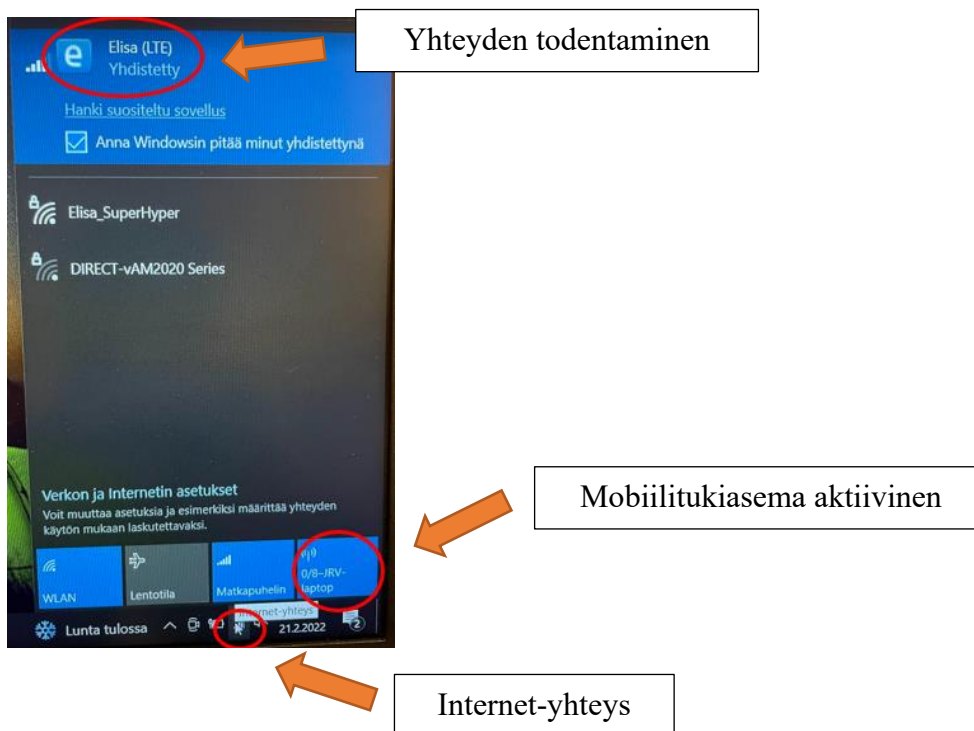 Yhteyden todentaminen
e
Elisa (LTE)
Yhdistetty
Hanki suositeltu sovellus
Anna Windowsin pitää minut yhdistettynä
Elisa_SuperHyper
DIRECT-vAM2020 Series
Mobiilitukiasema aktiivinen
Verkon ja Internetin asetukset
Voit muuttaa asetuksia ja esimerkiksi määrittää yhteyden
käytön mukaan laskutettavaksi.
WLAN
Lentotila
Matkapuhelin
0/8–JRV-
laptop
Internet-yhteys
Lunta tulossa
21.2.2022
2
Internet-yhteys